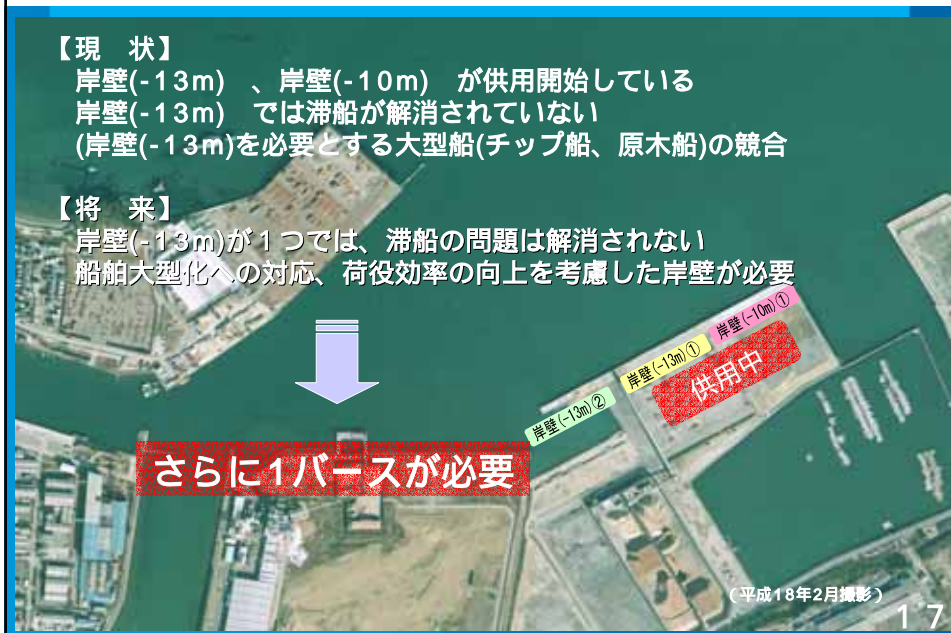 【現　状】
岸壁(-13m)　、岸壁(-10m)　が供用開始している
岸壁(-13m)　では滞船が解消されていない
(岸壁(-13m)を必要とする大型船(チップ船、原木船)の競合
【将　来】
岸壁(-13m)が１つでは、滞船の問題は解消されない
船舶大型化への対応、荷役効率の向上を考慮した岸壁が必要
岸壁(-10m)①
岸壁(-13m)①
供用中
岸壁(-13m)②
さらに1バースが必要
(平成18年2月撮影)
17